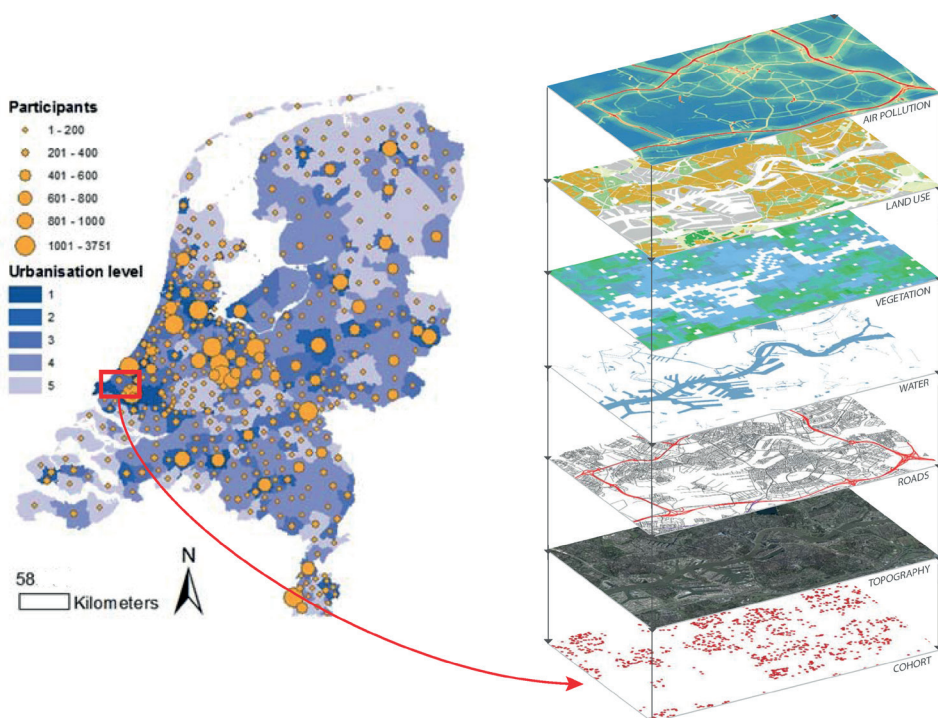 Participants
1 - 200
201 - 400
401 - 600
601 - 800
801 - 1000
1001 - 3751
Urbanisation level
1
2
3
4
5
N
58
Kilometers
AIR POLLUTION
LAND USE
VEGETATION
WATER
ROADS
TOPOGRAPHY
COHORT